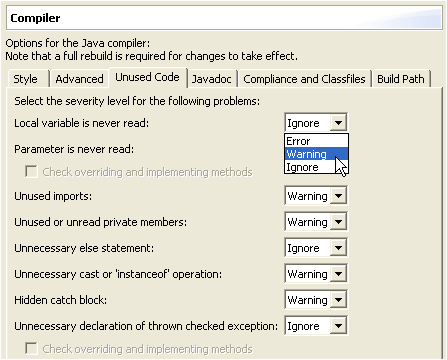 Compiler
Options for the Java compiler:
Note that a full rebuild is required for changes to take effect.
Style Advanced Unused Code Javadoc Compliance and Classfiles Build Path
Select the severity level for the following problems:
Local variable is never read: Ignore
Error
Parameter is never read: Warning
Ignore
Check overriding and implementing methods
Unused imports: Warning
Unused or unread private members: Warning
Unnecessary else statement: Ignore
Unnecessary cast or 'instanceof' operation: Warning
Hidden catch block: Warning
Unnecessary declaration of thrown checked exception: Ignore
Check overriding and implementing methods